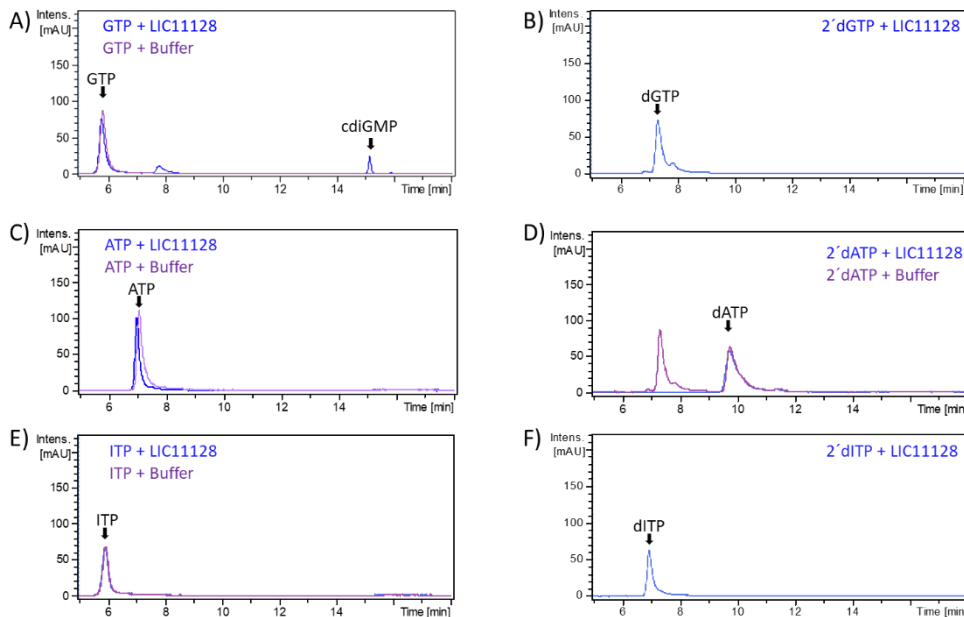 A)
Intens.
[mAU]
GTP + LIC11128
GTP + Buffer
200
150
100
50
0
GTP
cdiGMP
6 8 10 12 14 Time [min]
B)
Intens.
[mAU]
2´dGTP + LIC11128
200
150
100
50
0
dGTP
6 8 10 12 14 Time [min]
C)
Intens.
[mAU]
ATP + LIC11128
ATP + Buffer
150
100
50
0
ATP
6 8 10 12 14 Time [min]
D)
Intens.
[mAU]
2´dATP + LIC11128
2´dATP + Buffer
150
100
50
0
dATP
6 8 10 12 14 Time [min]
E)
Intens.
[mAU]
ITP + LIC11128
ITP + Buffer
200
150
100
50
0
ITP
6 8 10 12 14 Time [min]
F)
Intens.
[mAU]
2´dITP + LIC11128
200
150
100
50
0
dITP
6 8 10 12 14 Time [min]